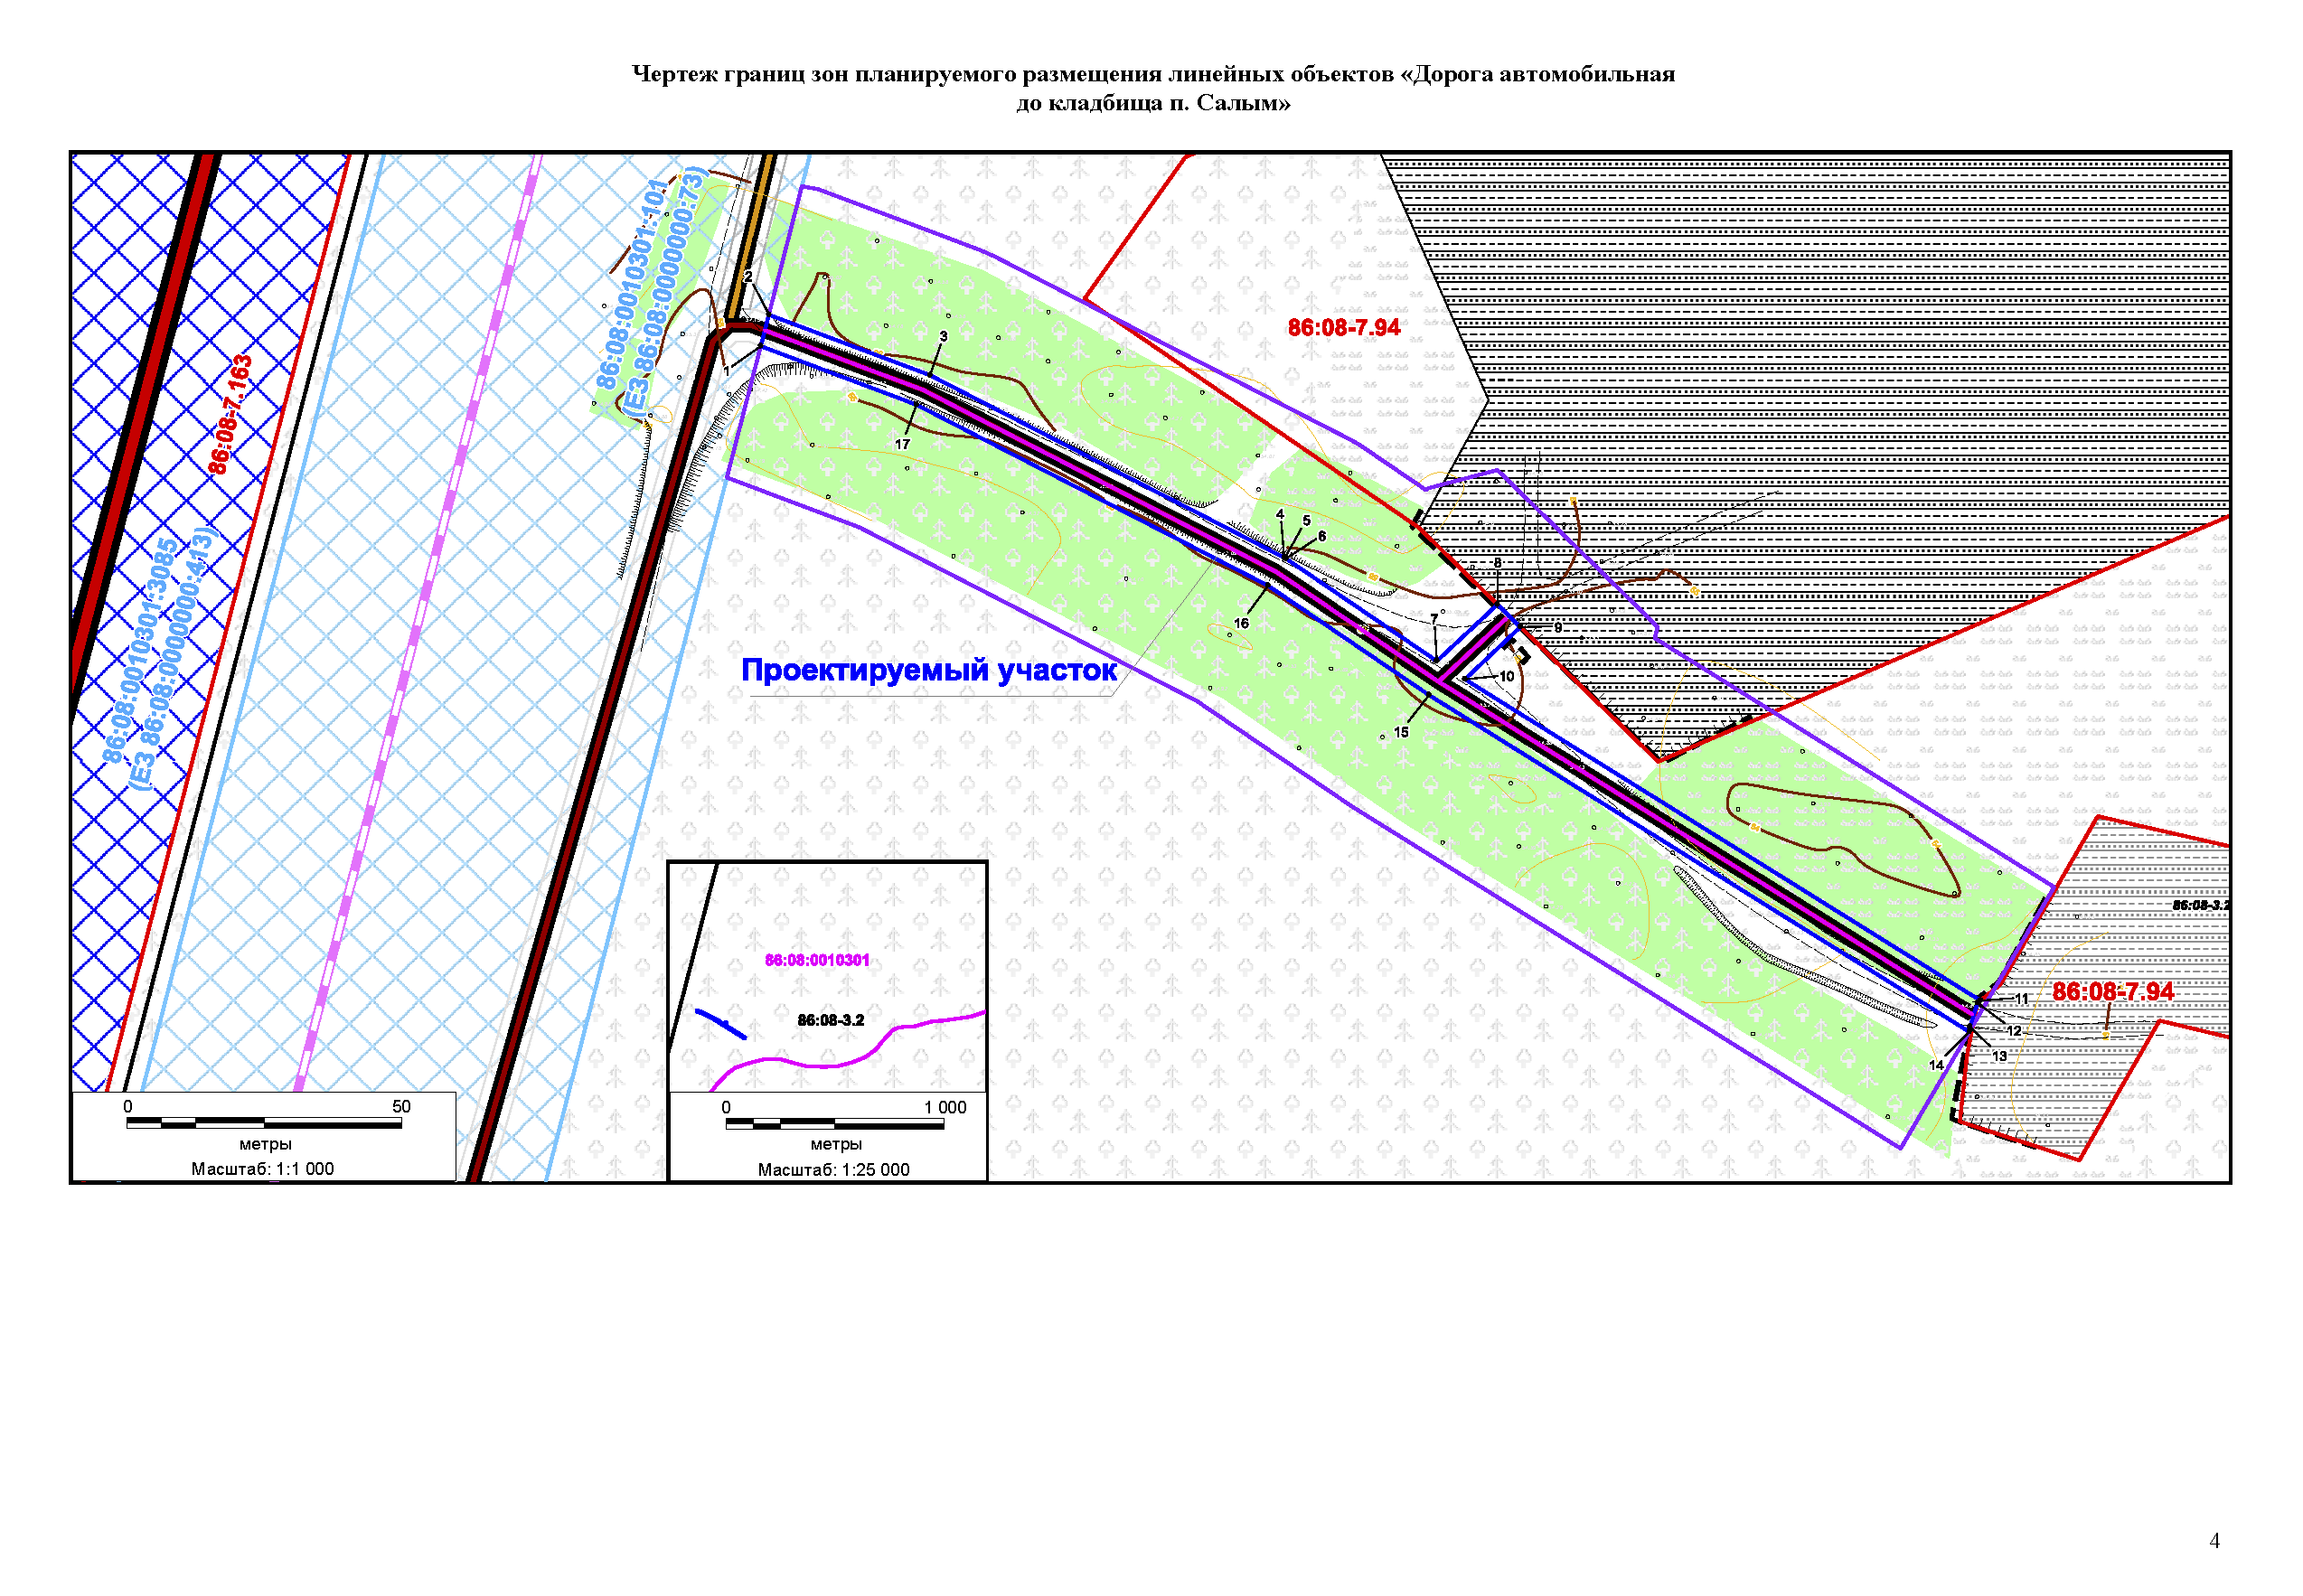 Чертеж границ зон планируемого размещения линейных объектов «Дорога автомобильная
до кладбища п. Салым»
86:08:0010301:101
(ЕЗ 86:08:0000000:73)
86:08-7.163
86:08:0010301:3085
(ЕЗ 86:08:0000000:413)
86:08-7.94
2
1
3
17
4
5
6
16
7
8
9
10
15
Проектируемый участок
86:08-3.2
86:08-7.94
11
12
13
14
86:08:0010301
86:08-3.2
0 50
метры
Масштаб: 1:1 000
0 1 000
метры
Масштаб: 1:25 000
4